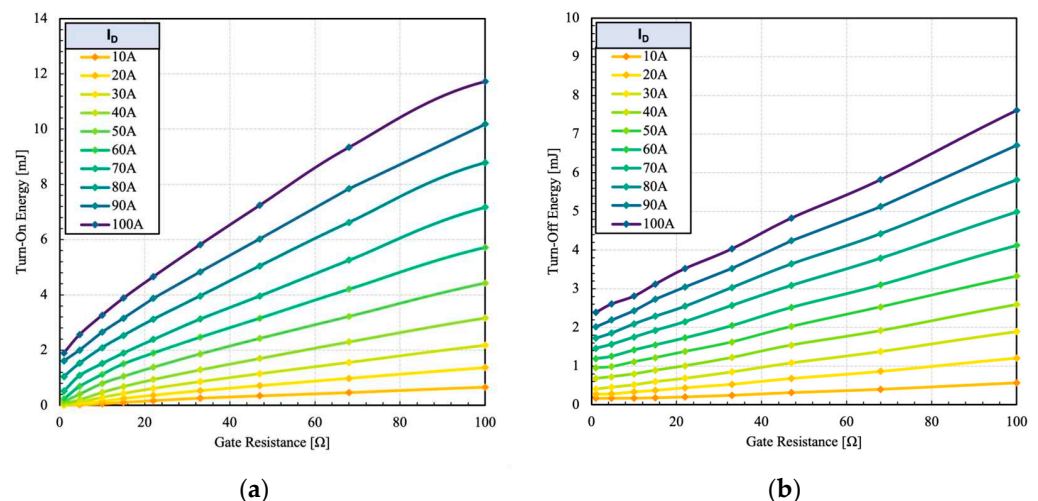 14
12
10
8
6
4
2
0
Turn-On Energy [mJ]
I_D
10A
20A
30A
40A
50A
60A
70A
80A
90A
100A
0 20 40 60 80 100
Gate Resistance [Ω]
(a)
10
9
8
7
6
5
4
3
2
1
0
Turn-Off Energy [mJ]
I_D
10A
20A
30A
40A
50A
60A
70A
80A
90A
100A
0 20 40 60 80 100
Gate Resistance [Ω]
(b)